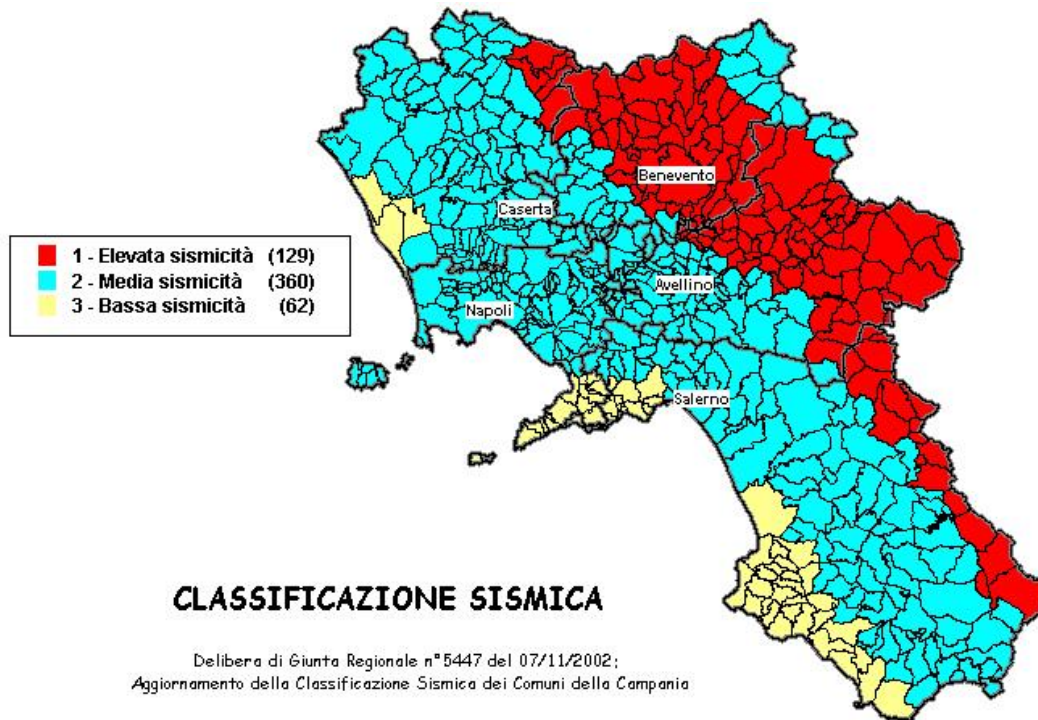 Benevento
Caserta
1 - Elevata sismicità (129)
2 - Media sismicità (360)
3 - Bassa sismicità (62)
Avellino
Napoli
Salerno
CLASSIFICAZIONE SISMICA
Delibera di Giunta Regionale n°5447 del 07/11/2002;
Aggiornamento della Classificazione Sismica dei Comuni della Campania